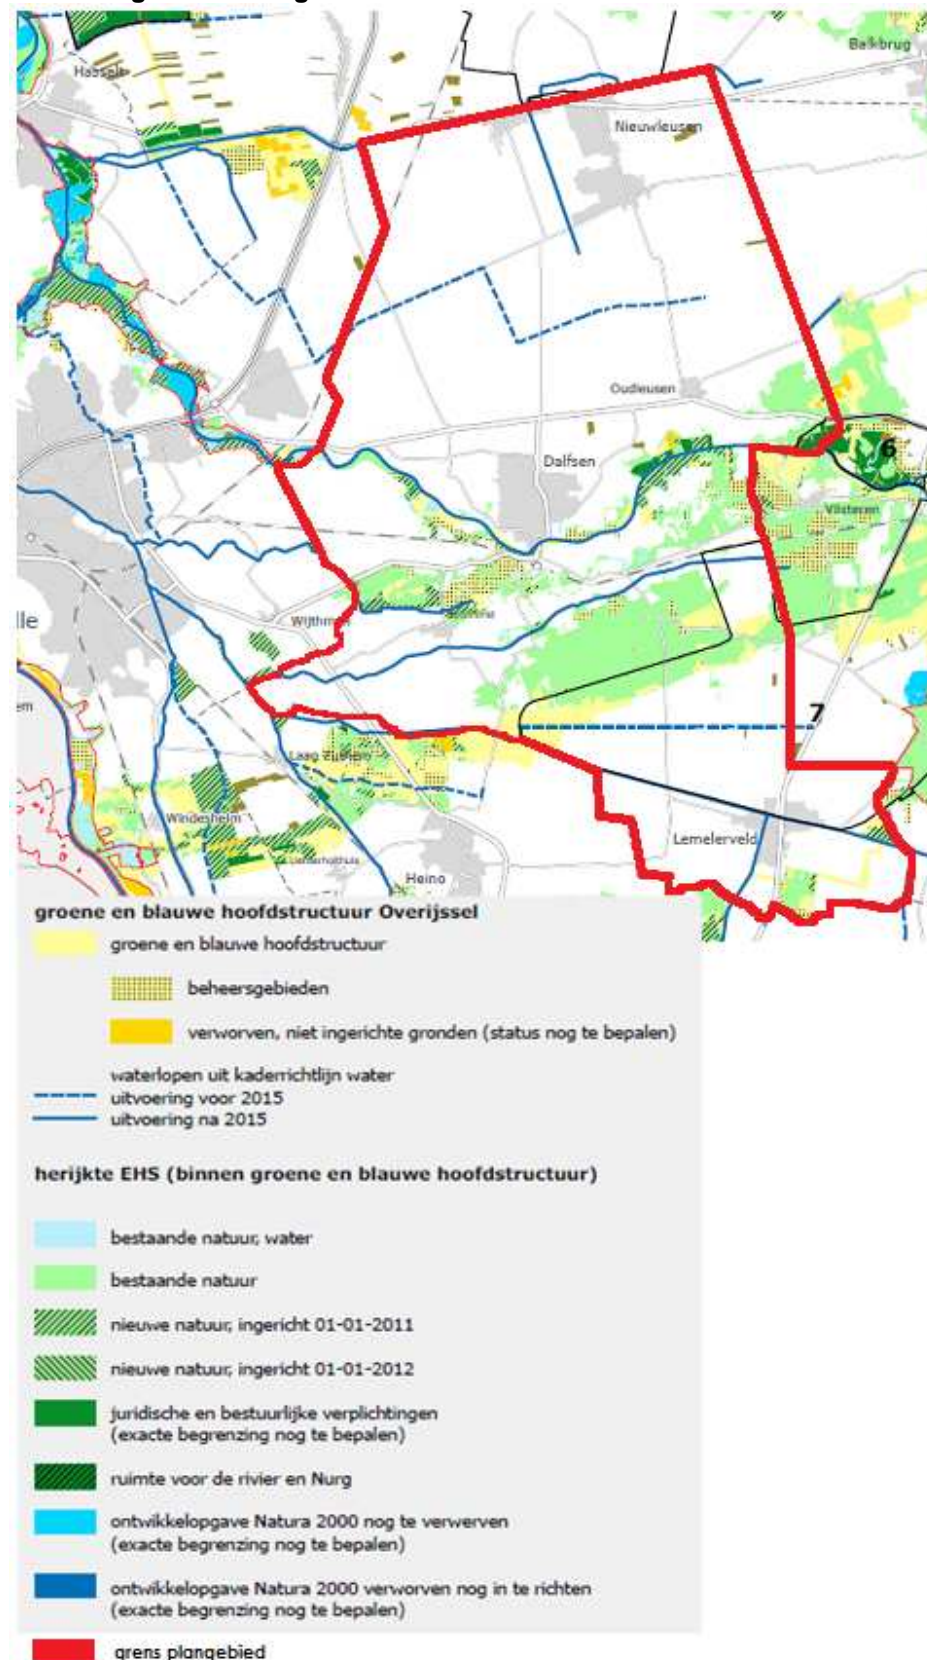 Hasselt
Balkbrug
Nieuwleusen
Oudleusen
Dalfsen
6
Vilsteren
lle
Wijthm
em
7
Laag Zuthem
Windesheim
Lemelerveld
Lierderholthuis
Heino
groene en blauwe hoofdstructuur Overijssel
groene en blauwe hoofdstructuur
beheersgebieden
verworven, niet ingerichte gronden (status nog te bepalen)
waterlopen uit kaderrichtlijn water
uitvoering voor 2015
uitvoering na 2015
herijkte EHS (binnen groene en blauwe hoofdstructuur)
bestaande natuur, water
bestaande natuur
nieuwe natuur, ingericht 01-01-2011
nieuwe natuur, ingericht 01-01-2012
juridische en bestuurlijke verplichtingen
(exacte begrenzing nog te bepalen)
ruimte voor de rivier en Nurg
ontwikkelopgave Natura 2000 nog te verwerven
(exacte begrenzing nog te bepalen)
ontwikkelopgave Natura 2000 verworven nog in te richten
(exacte begrenzing nog te bepalen)
grens plangebied